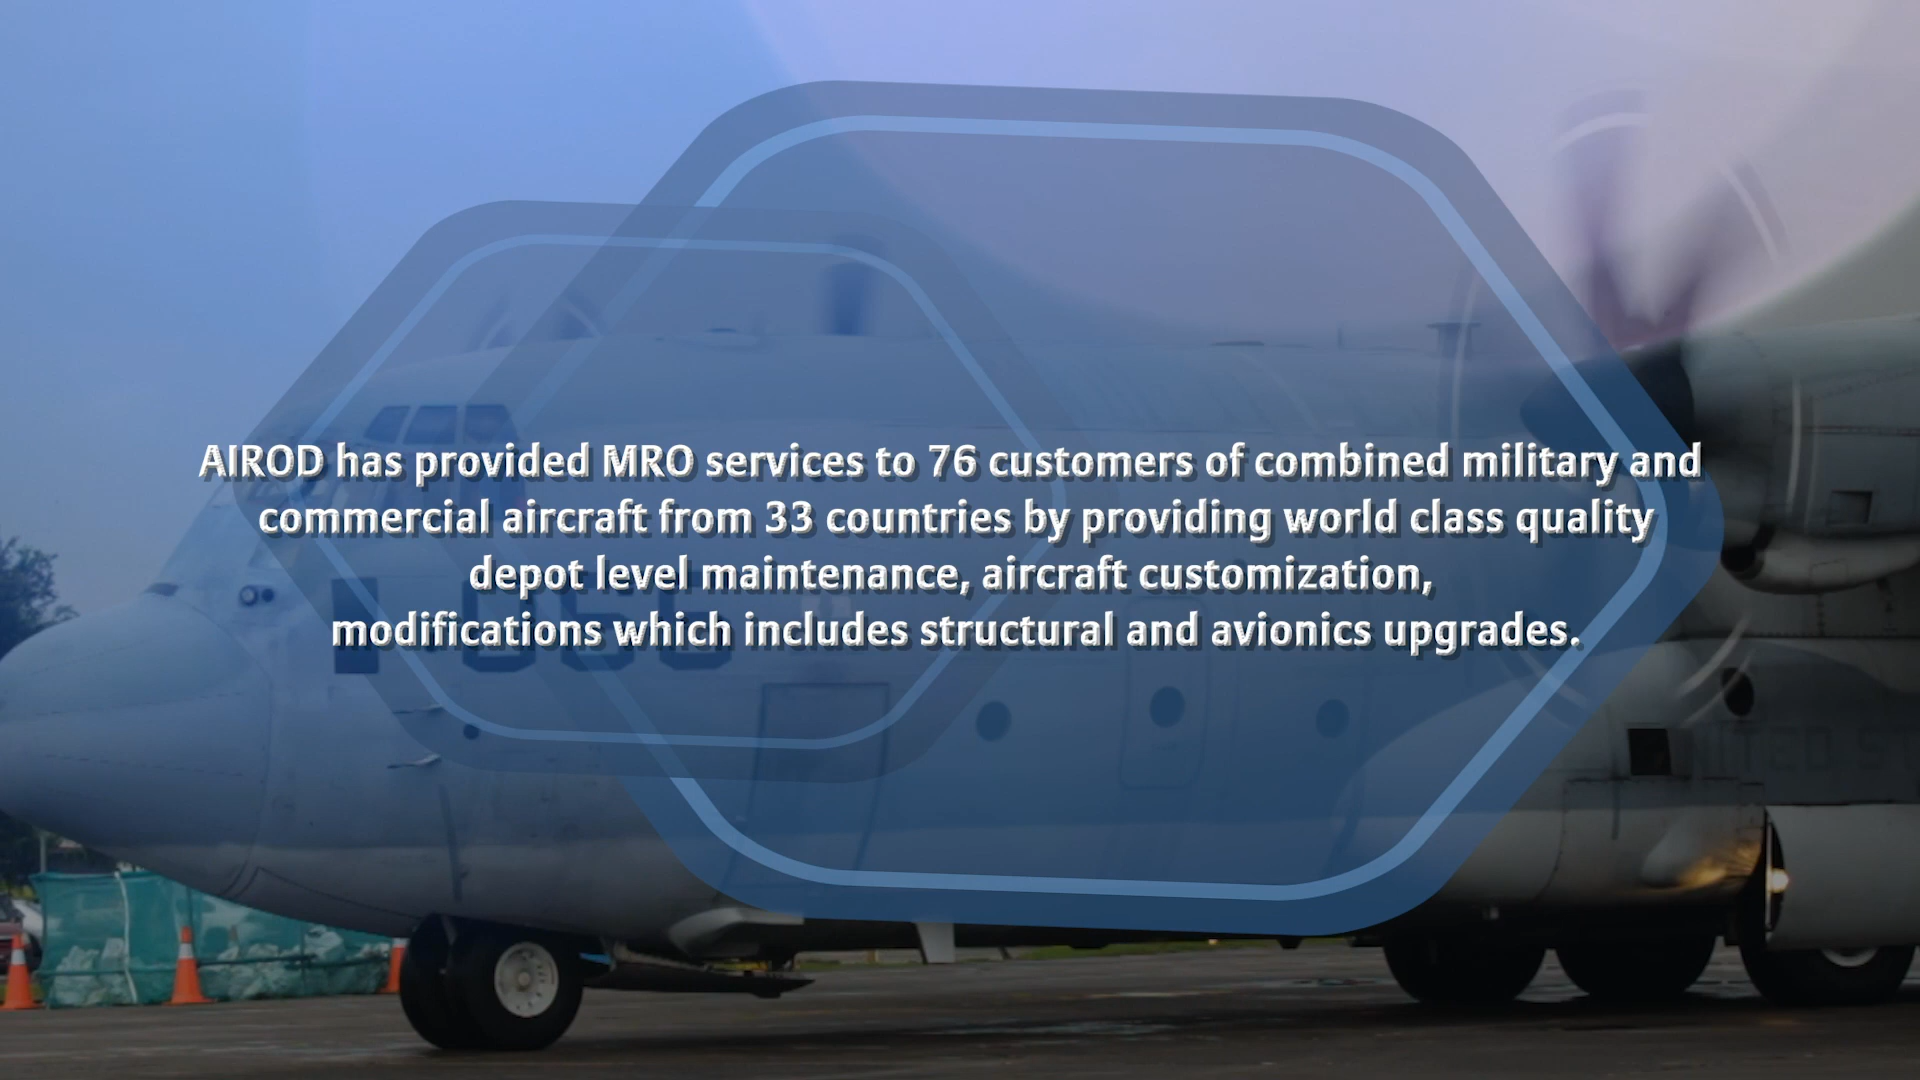 AIROD has provided MRO services to 76 customers of combined military and
commercial aircraft from 33 countries by providing world class quality
depot level maintenance, aircraft customization,
modifications which includes structural and avionics upgrades.